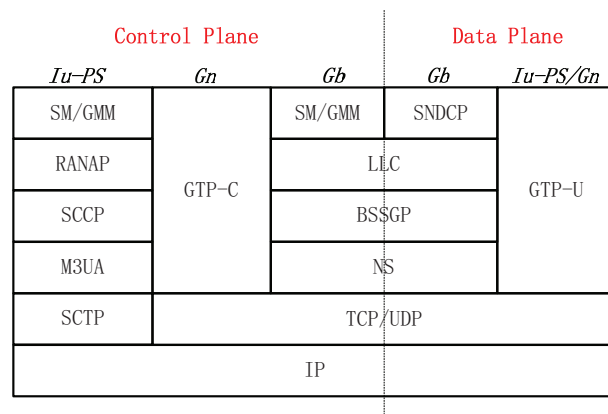 Control Plane Data Plane
Iu-PS Gn Gb Gb Iu-PS/Gn
SM/GMM SM/GMM SNDCP
RANAP LLC
GTP-C GTP-U
SCCP BSSGP
M3UA NS
SCTP TCP/UDP
IP